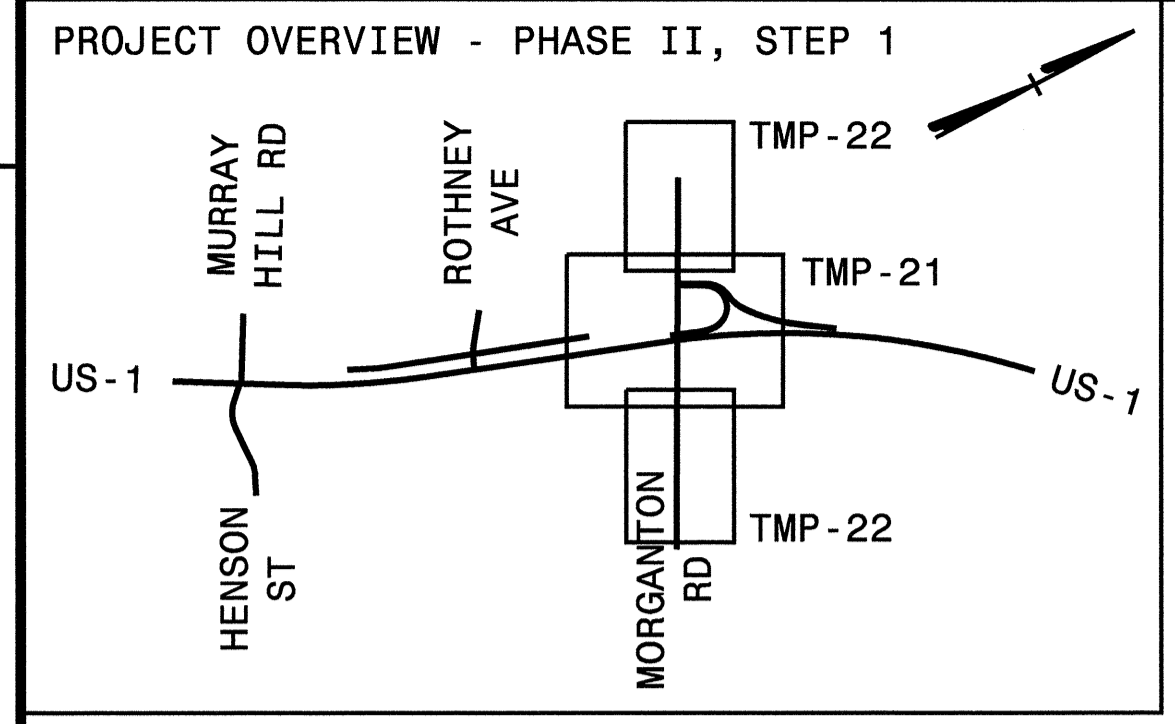 PROJECT OVERVIEW - PHASE II, STEP 1
TMP-22
MURRAY
HILL RD
ROTHNEY
AVE
TMP-21
US-1
US-1
TMP-22
HENSON
ST
MORGANTON
RD